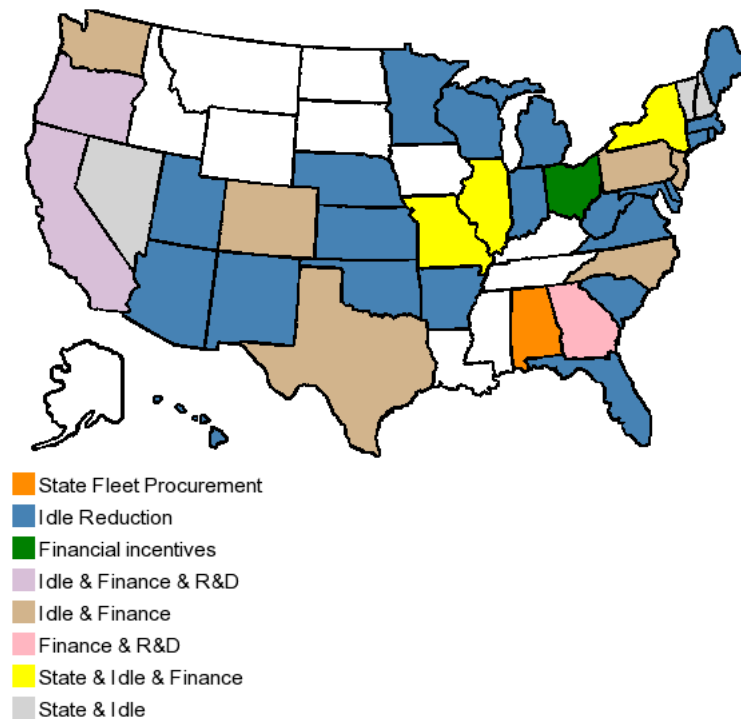 State Fleet Procurement
Idle Reduction
Financial incentives
Idle & Finance & R&D
Idle & Finance
Finance & R&D
State & Idle & Finance
State & Idle